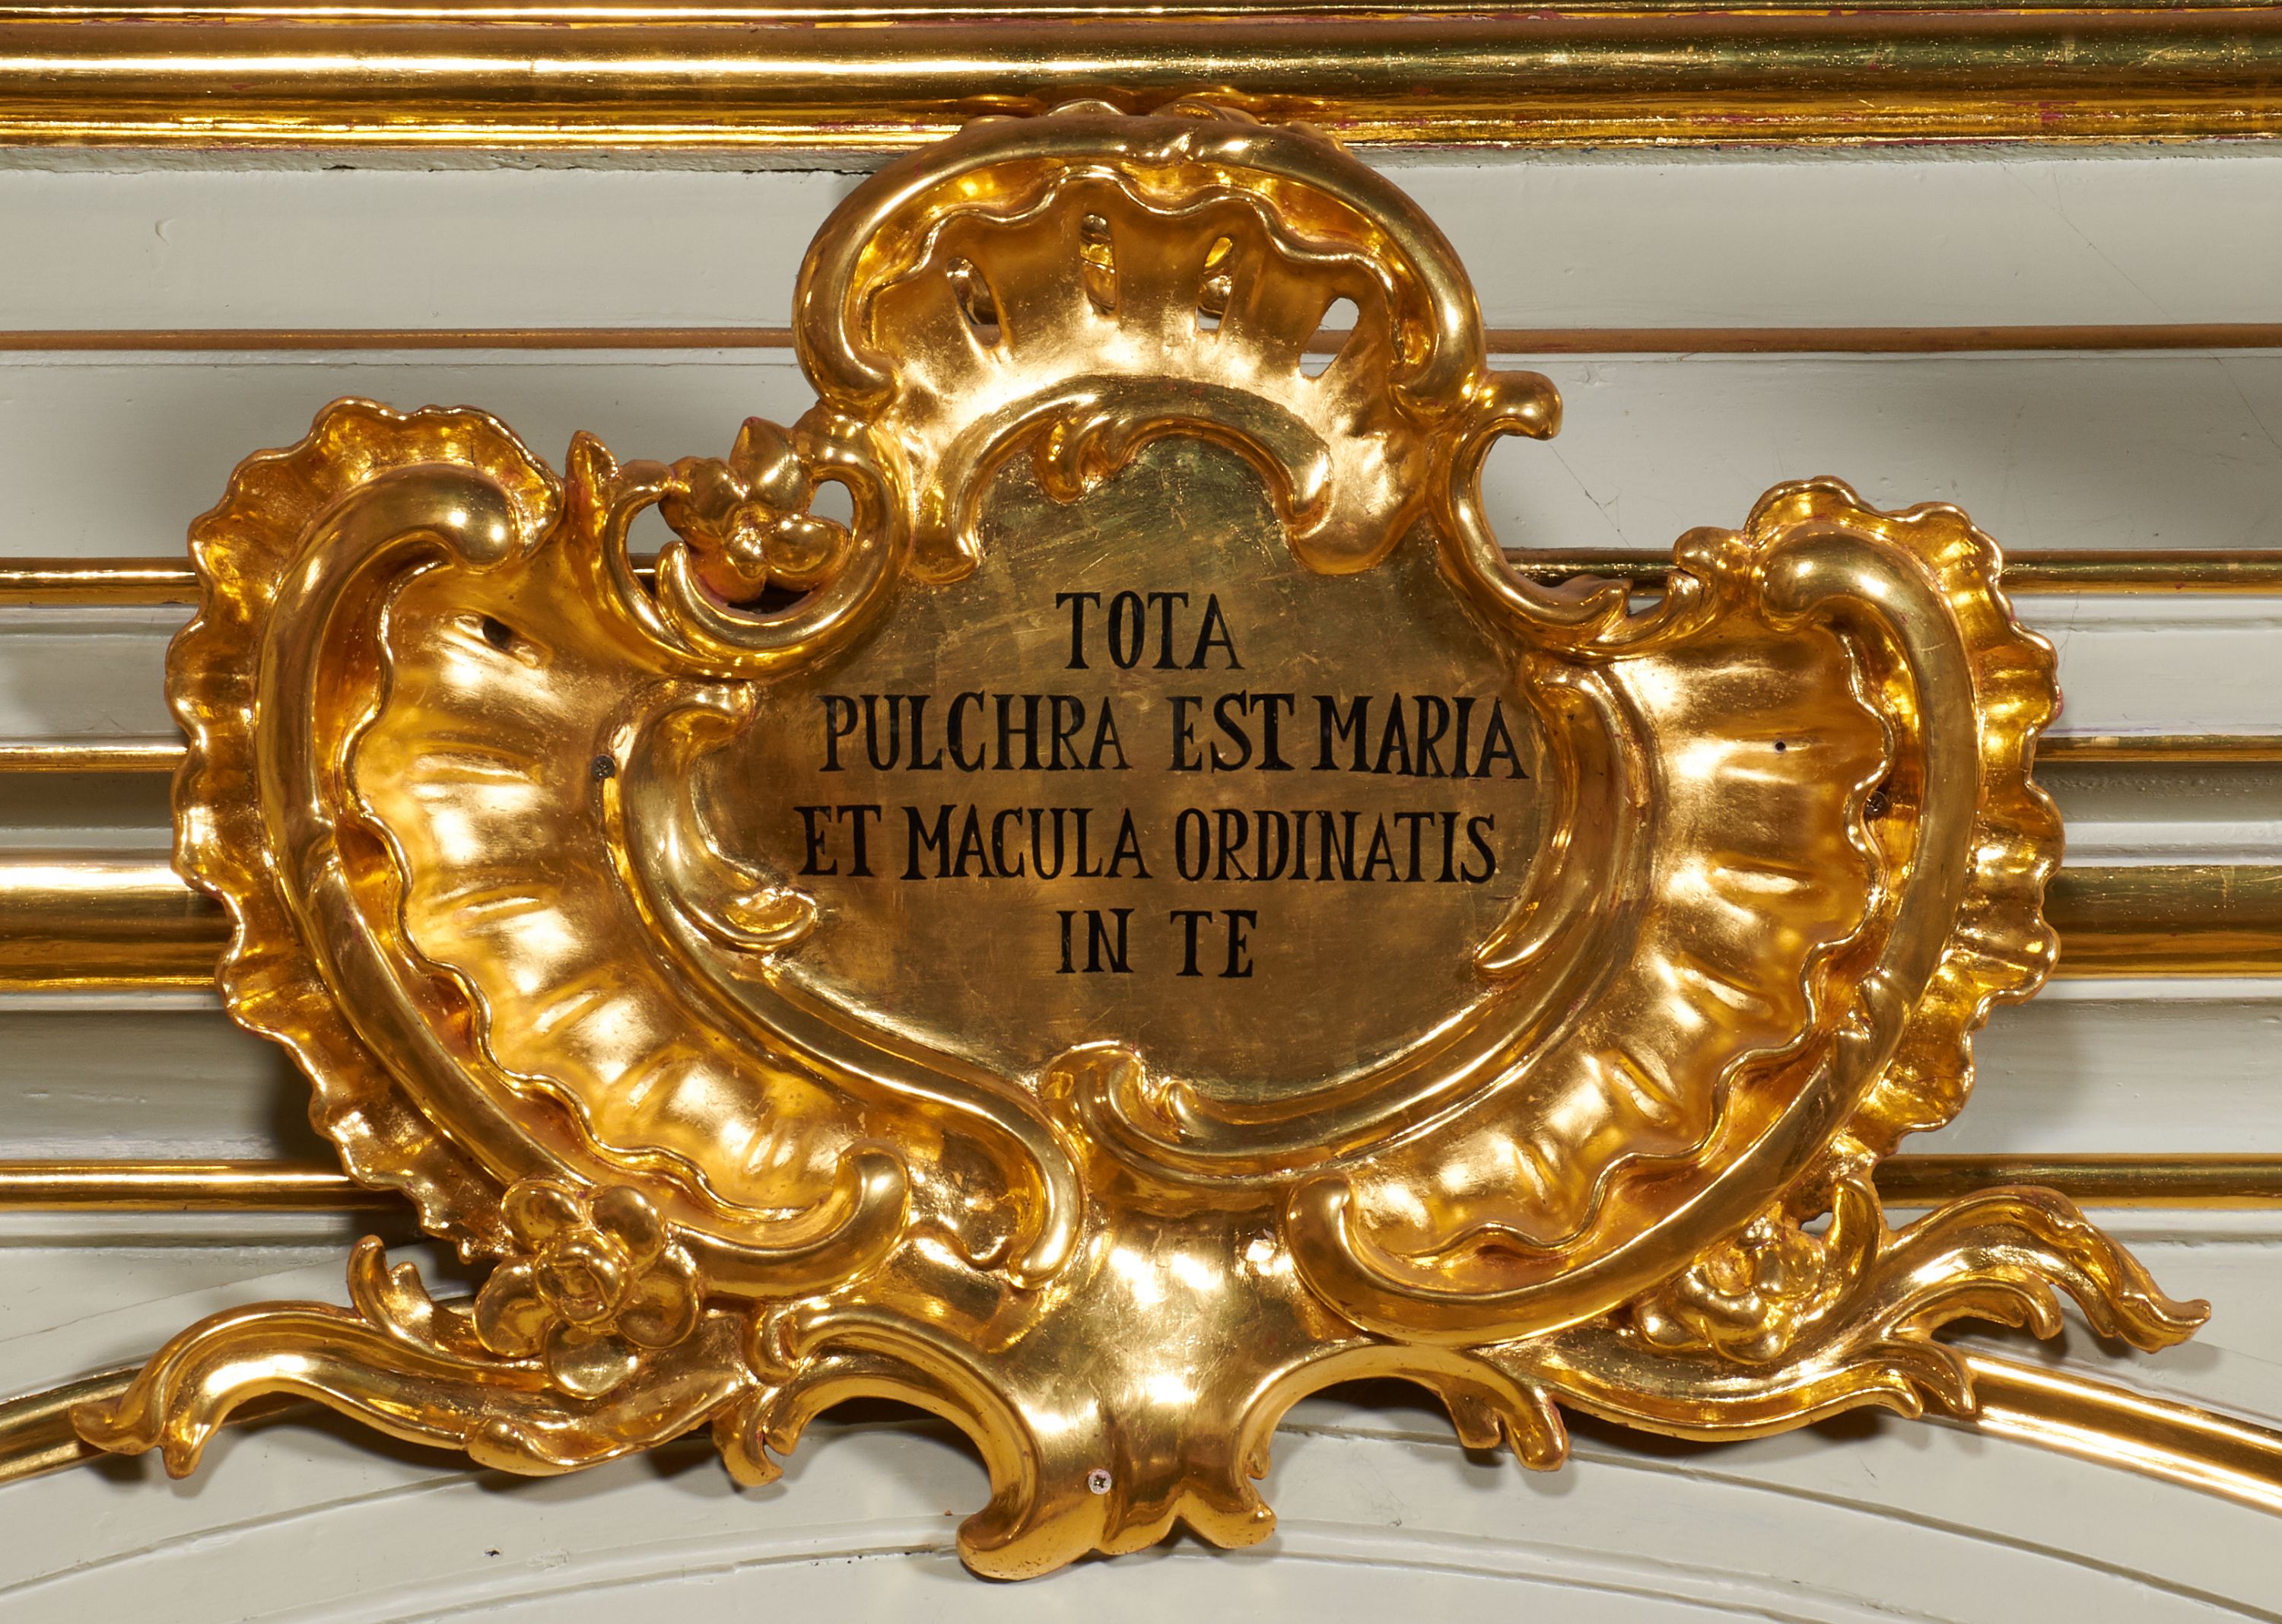 TOTA
PULCHRA EST MARIA
ET MACULA ORDINATIS
IN TE